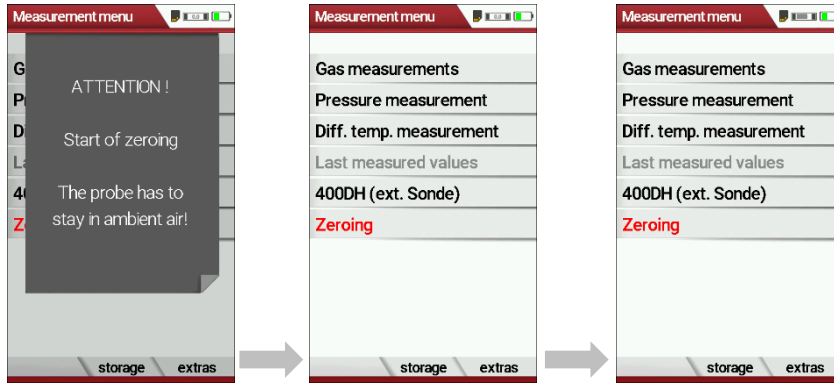 Measurement menu
G
ATTENTION !
P
D
Start of zeroing
La
40
The probe has to
Z
stay in ambient air!
storage extras
Measurement menu
Gas measurements
Pressure measurement
Diff. temp. measurement
Last measured values
400DH (ext. Sonde)
Zeroing
storage extras
Measurement menu
Gas measurements
Pressure measurement
Diff. temp. measurement
Last measured values
400DH (ext. Sonde)
Zeroing
storage extras